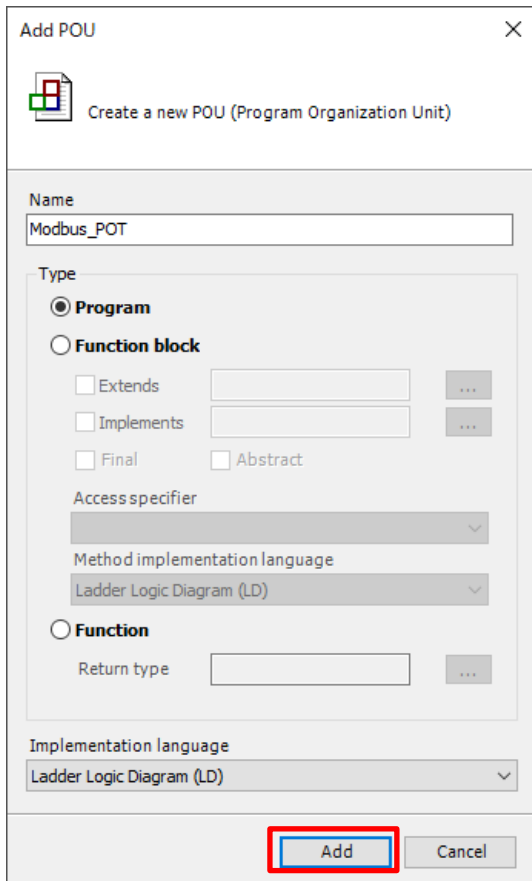 Add POU
Create a new POU (Program Organization Unit)
Name
Modbus_POT
Type
Program
Function block
Extends
...
Implements
...
Final Abstract
Access specifier
Method implementation language
Ladder Logic Diagram (LD)
Function
Return type
...
Implementation language
Ladder Logic Diagram (LD)
Add Cancel